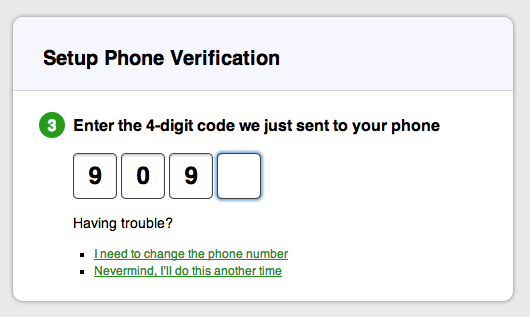 Setup Phone Verification
3 Enter the 4-digit code we just sent to your phone
9 0 9
Having trouble?
I need to change the phone number
Nevermind, I'll do this another time